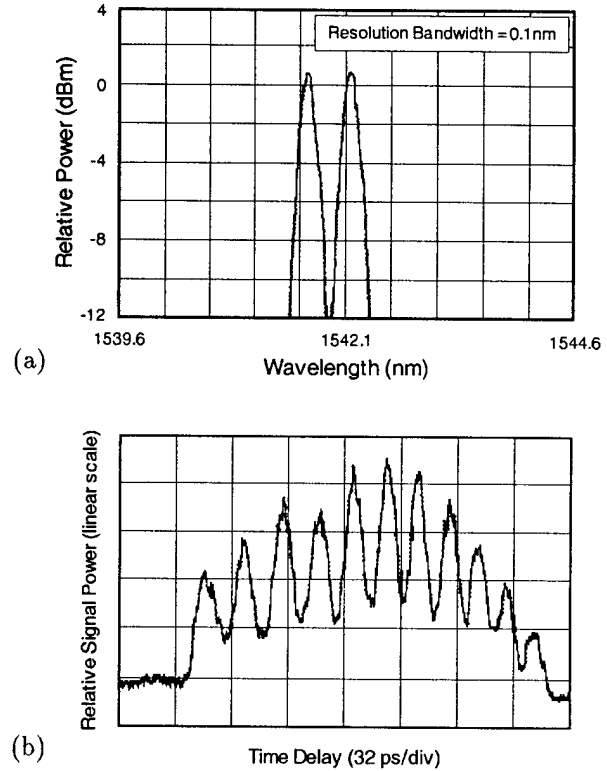 4
0
-4
-8
-12
Relative Power (dBm)
Resolution Bandwidth = 0.1nm
1539.6
1542.1
1544.6
(a)
Wavelength (nm)
Relative Signal Power (linear scale)
(b)
Time Delay (32 ps/div)